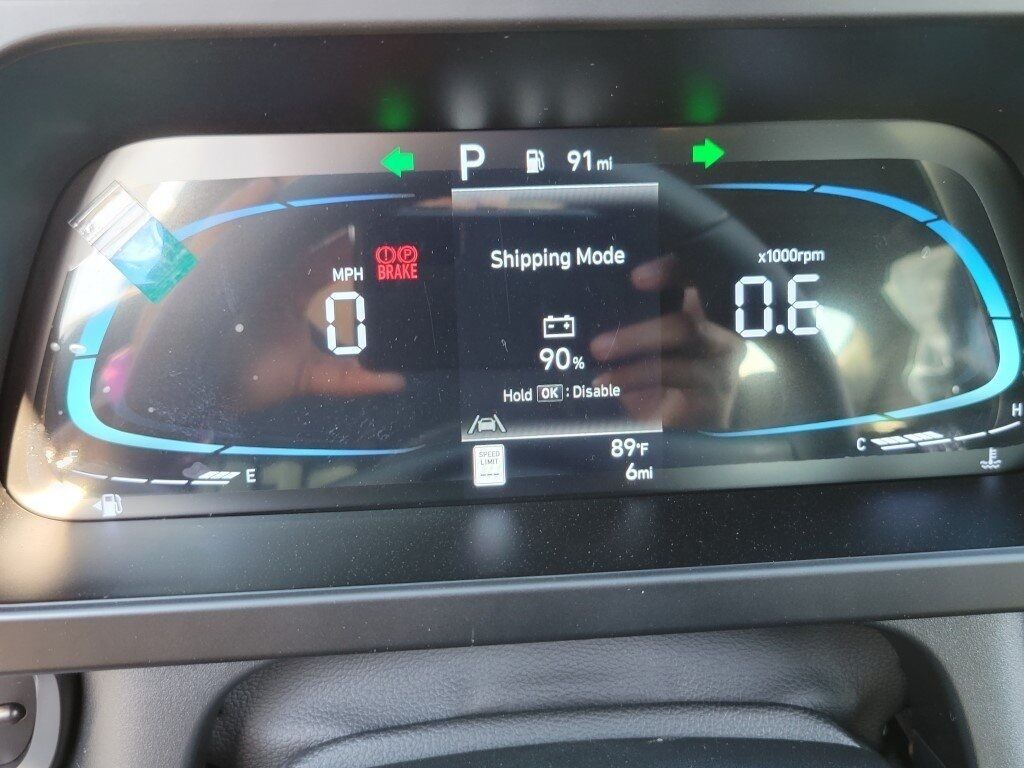 P 91 mi
MPH
0
BRAKE
Shipping Mode
90%
Hold OK : Disable
x1000rpm
0.6
SPEED
LIMIT
---
89°F
6mi
F E
C H